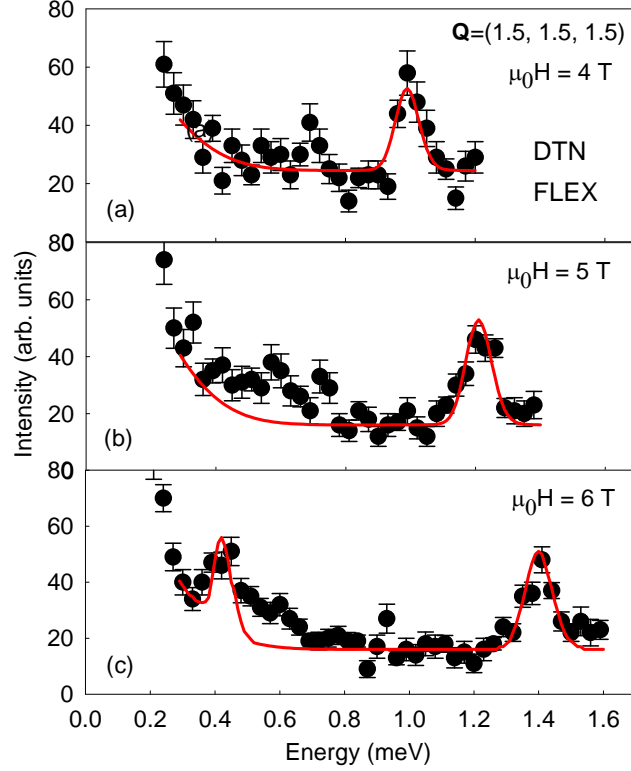 80
Q=(1.5, 1.5, 1.5)
60
μ0H = 4 T
40
DTN
20
FLEX
(a)
0
80
μ0H = 5 T
60
40
20
(b)
0
80
μ0H = 6 T
60
40
20
(c)
0
0.0 0.2 0.4 0.6 0.8 1.0 1.2 1.4 1.6
Energy (meV)
Intensity (arb. units)